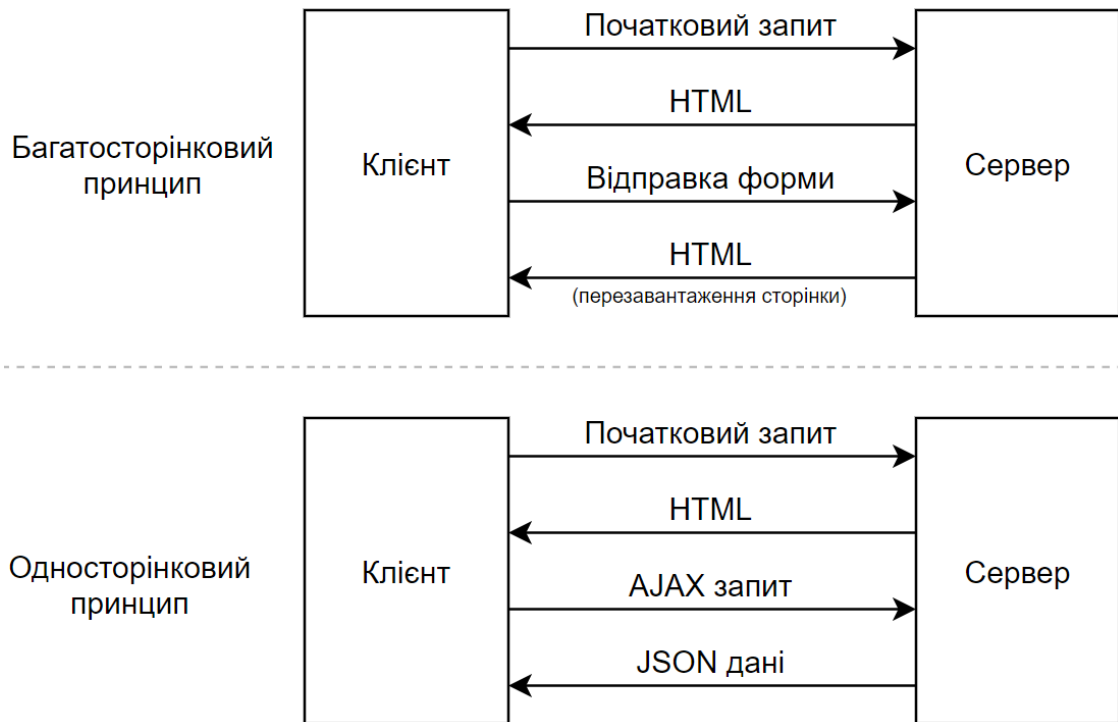 Початковий запит
HTML
Багатосторінковий
принцип
Клієнт
Відправка форми
Сервер
HTML
(перезавантаження сторінки)
Початковий запит
HTML
Односторінковий
принцип
Клієнт
AJAX запит
Сервер
JSON дані